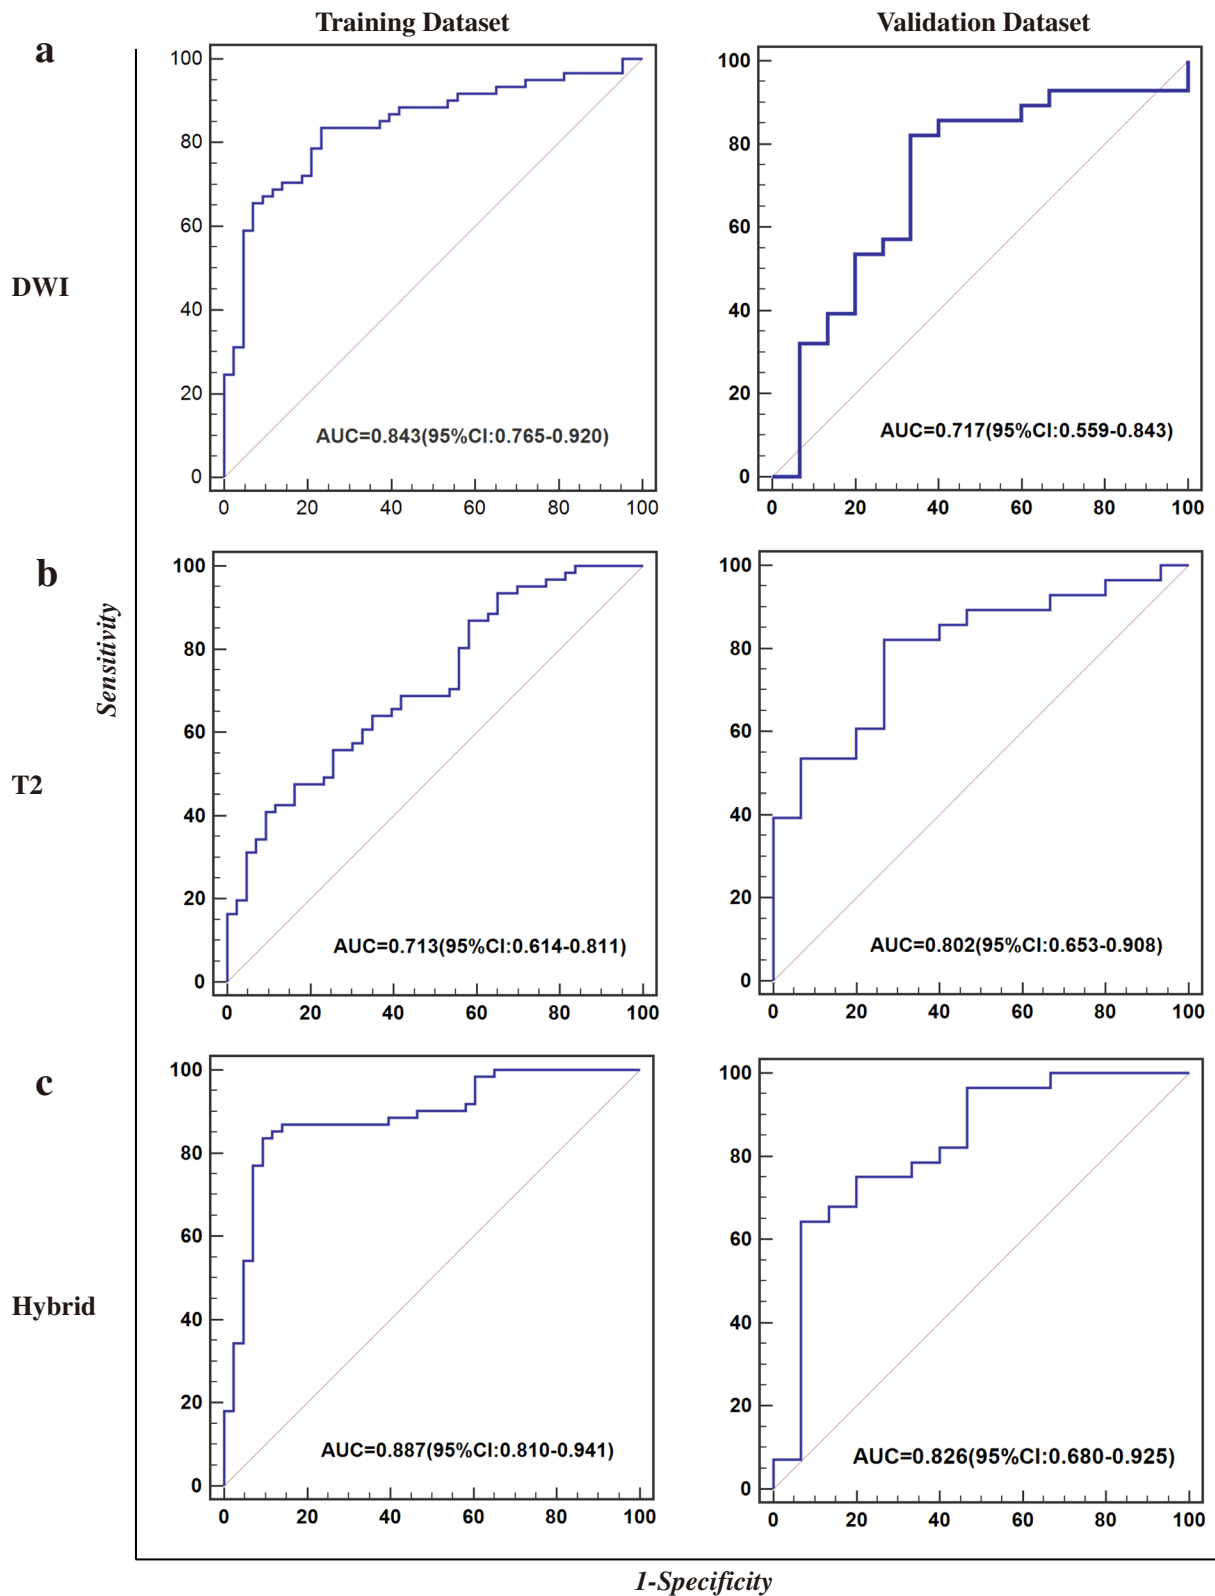 Training Dataset
Validation Dataset
a
DWI
100
80
60
40
20
0
AUC=0.843(95%CI:0.765-0.920)
0 20 40 60 80 100
100
80
60
40
20
0
AUC=0.717(95%CI:0.559-0.843)
0 20 40 60 80 100
b
Sensitivity
T2
100
80
60
40
20
0
AUC=0.713(95%CI:0.614-0.811)
0 20 40 60 80 100
100
80
60
40
20
0
AUC=0.802(95%CI:0.653-0.908)
0 20 40 60 80 100
c
Hybrid
100
80
60
40
20
0
AUC=0.887(95%CI:0.810-0.941)
0 20 40 60 80 100
100
80
60
40
20
0
AUC=0.826(95%CI:0.680-0.925)
0 20 40 60 80 100
1-Specificity